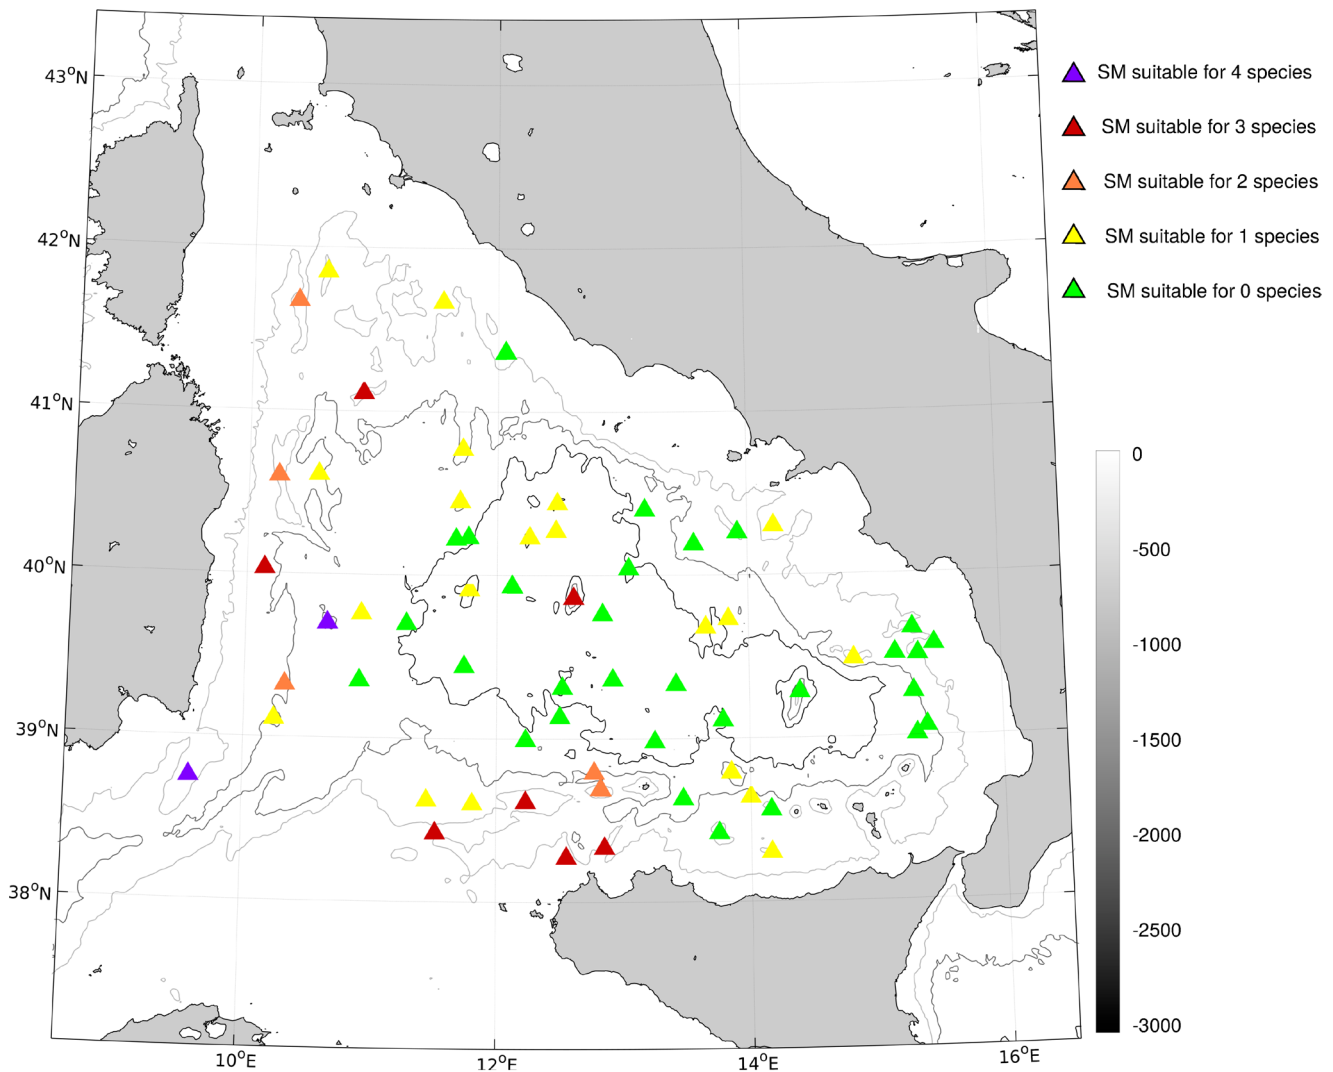 43°N
42°N
41°N
40°N
39°N
38°N
10°E
12°E
14°E
16°E
SM suitable for 4 species
SM suitable for 3 species
SM suitable for 2 species
SM suitable for 1 species
SM suitable for 0 species
0
-500
-1000
-1500
-2000
-2500
-3000